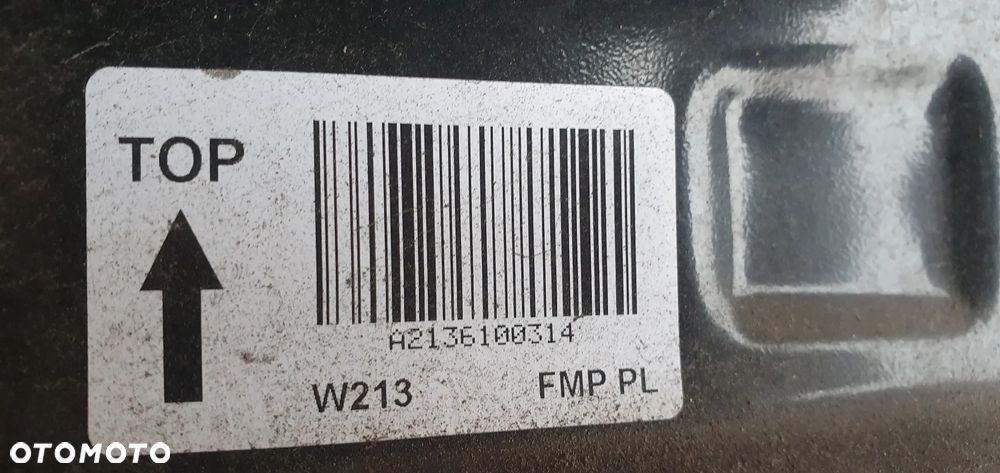 TOP
A2136100314
W213 FMP PL
OTOMOTO